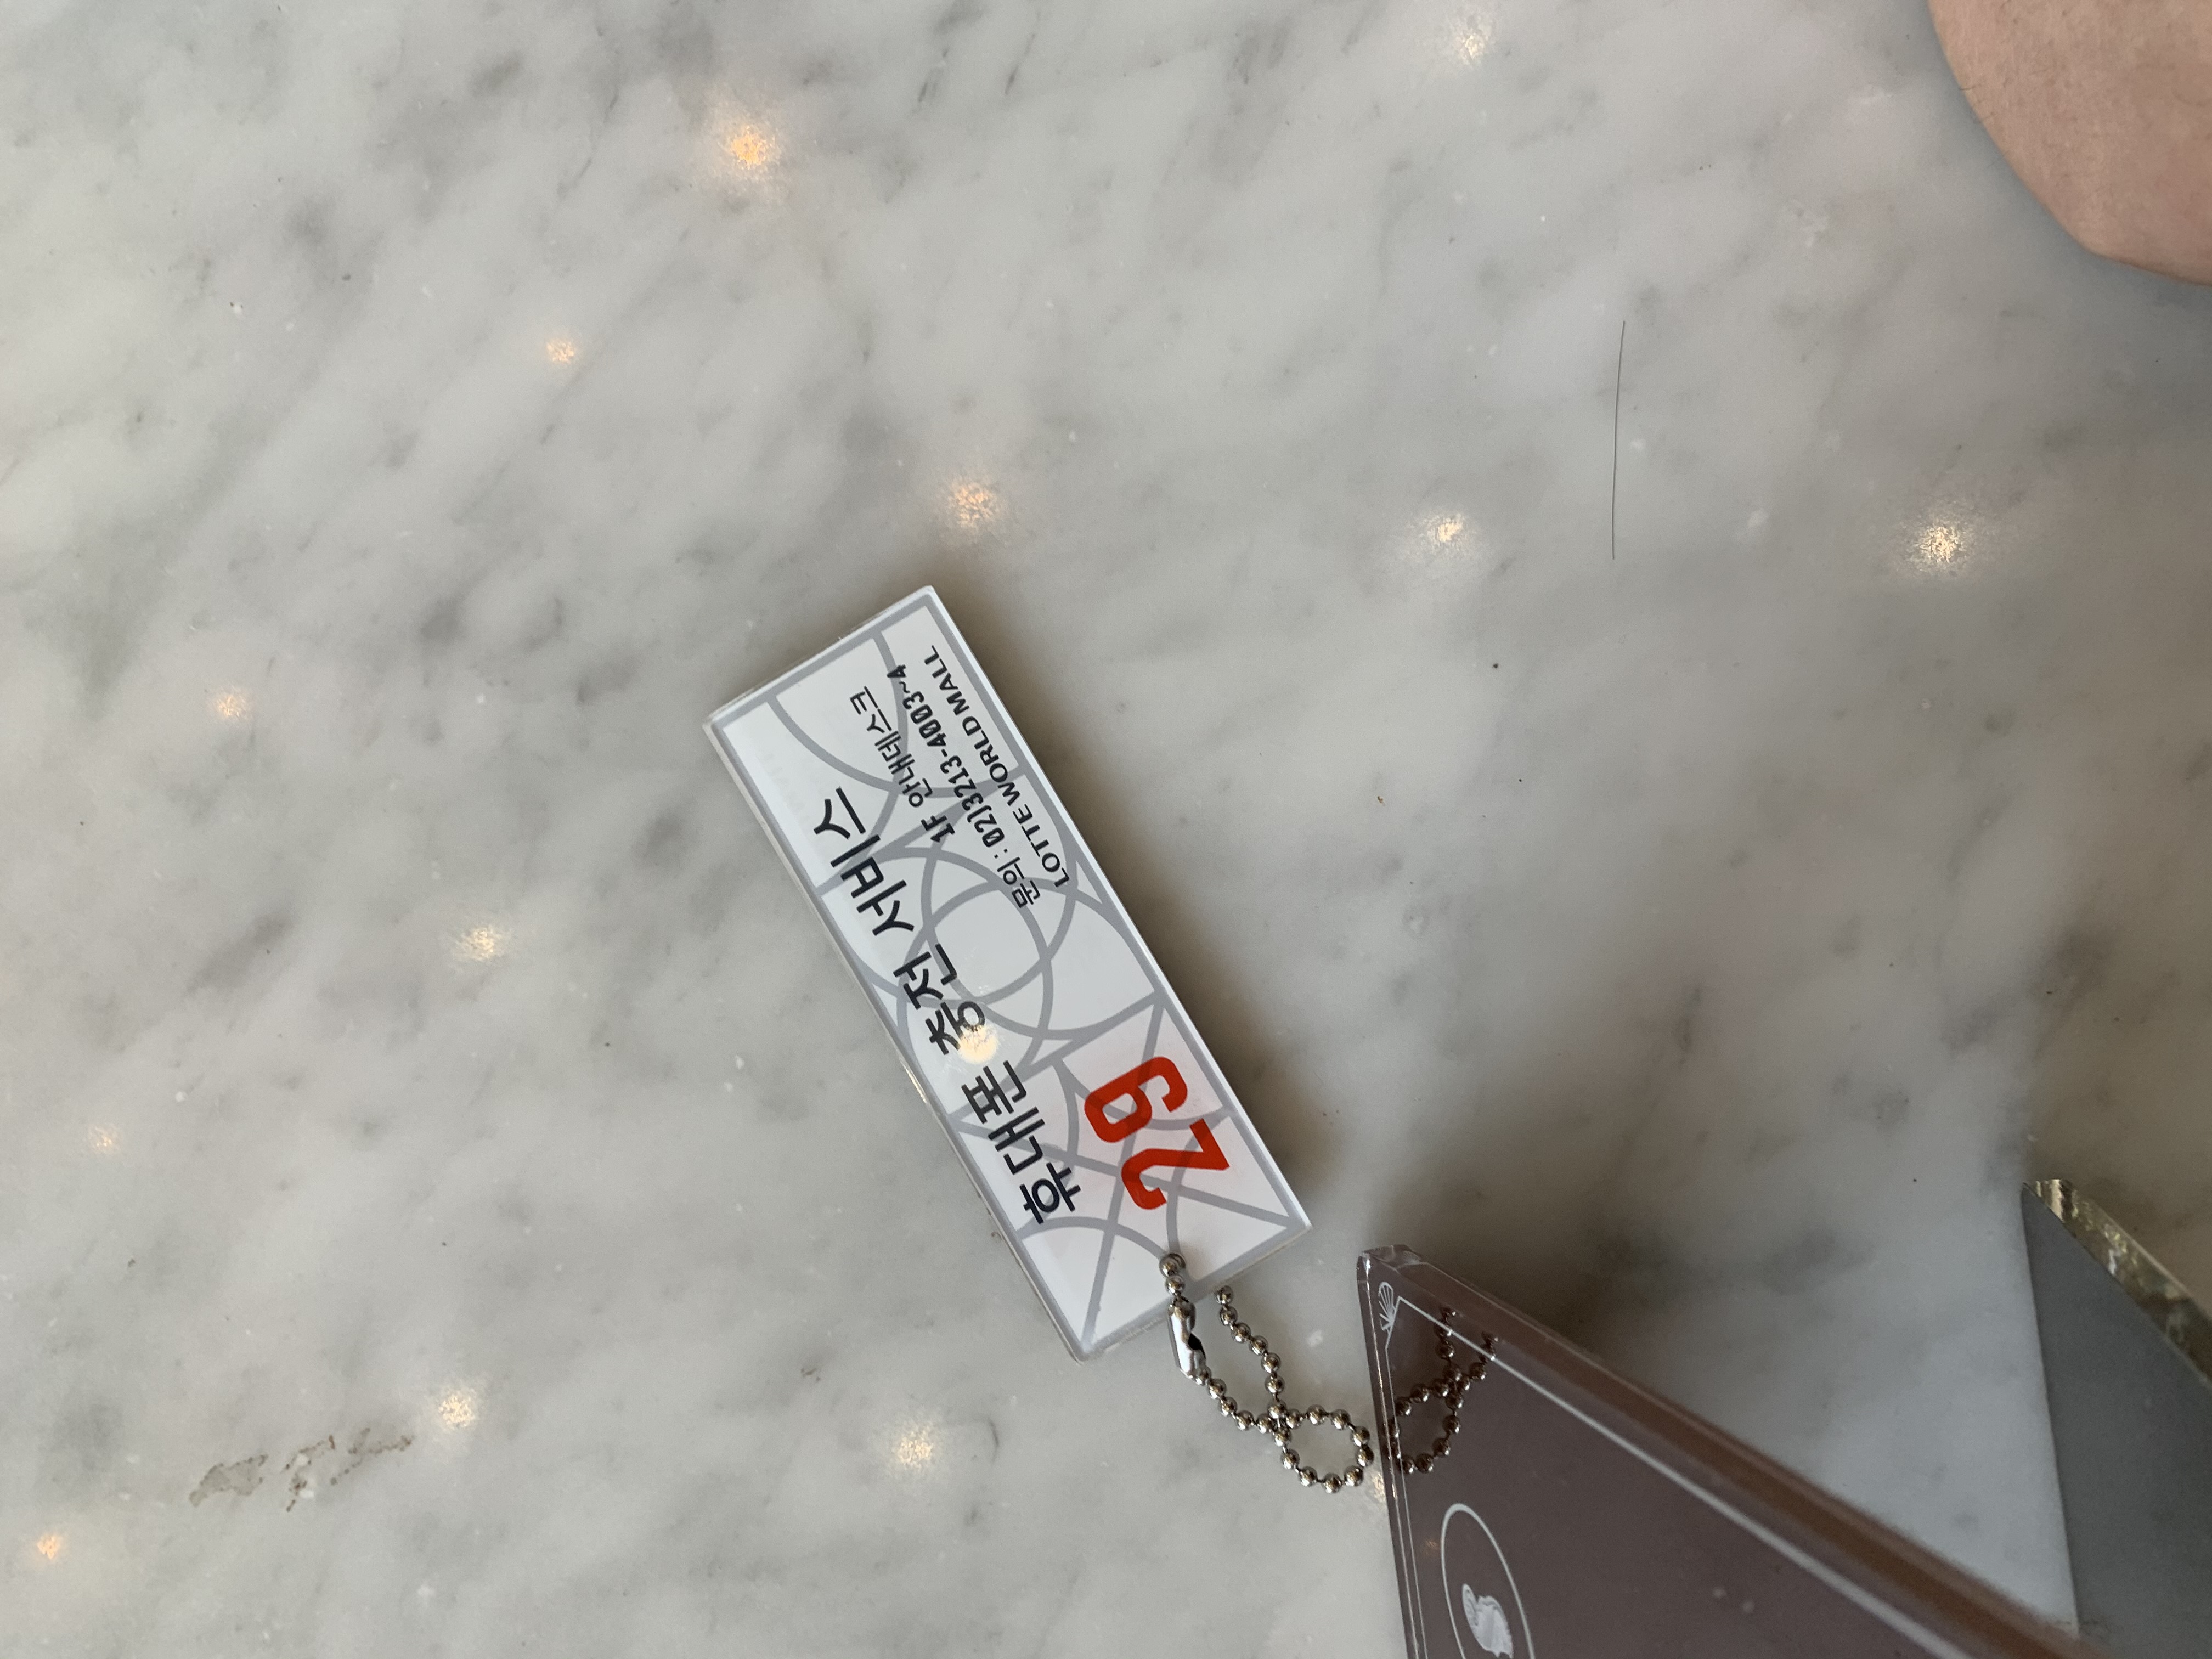 휴대폰 충전 서비스
29
1F 안내데스크
문의 : 02)3213-4003~4
LOTTE WORLD MALL